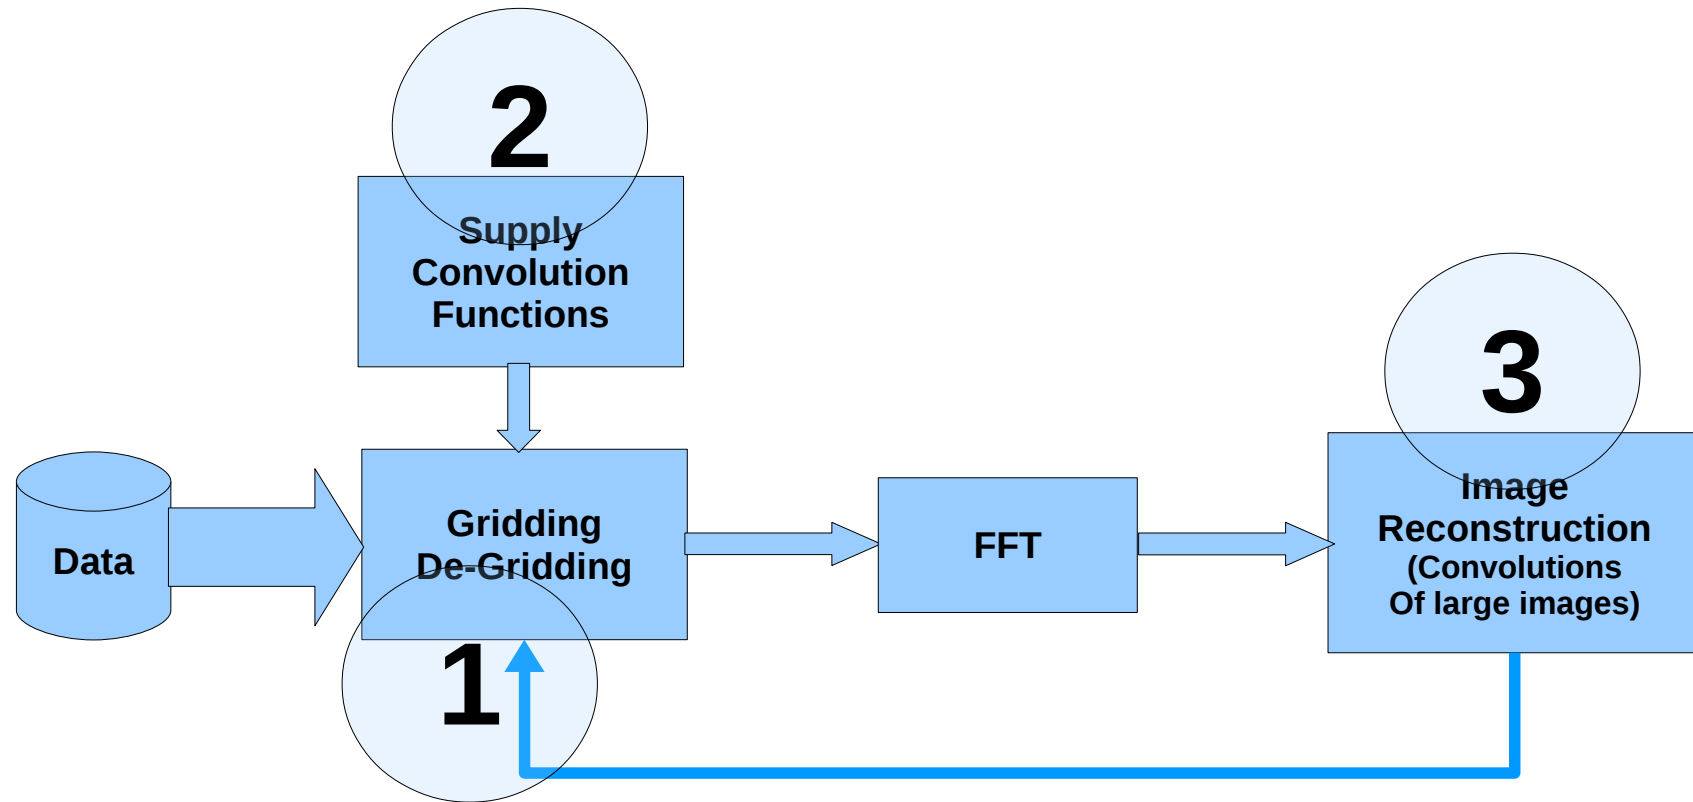 2
Supply
Convolution
Functions
Data
Gridding
De-Gridding
1
FFT
3
Image
Reconstruction
(Convolutions
Of large images)